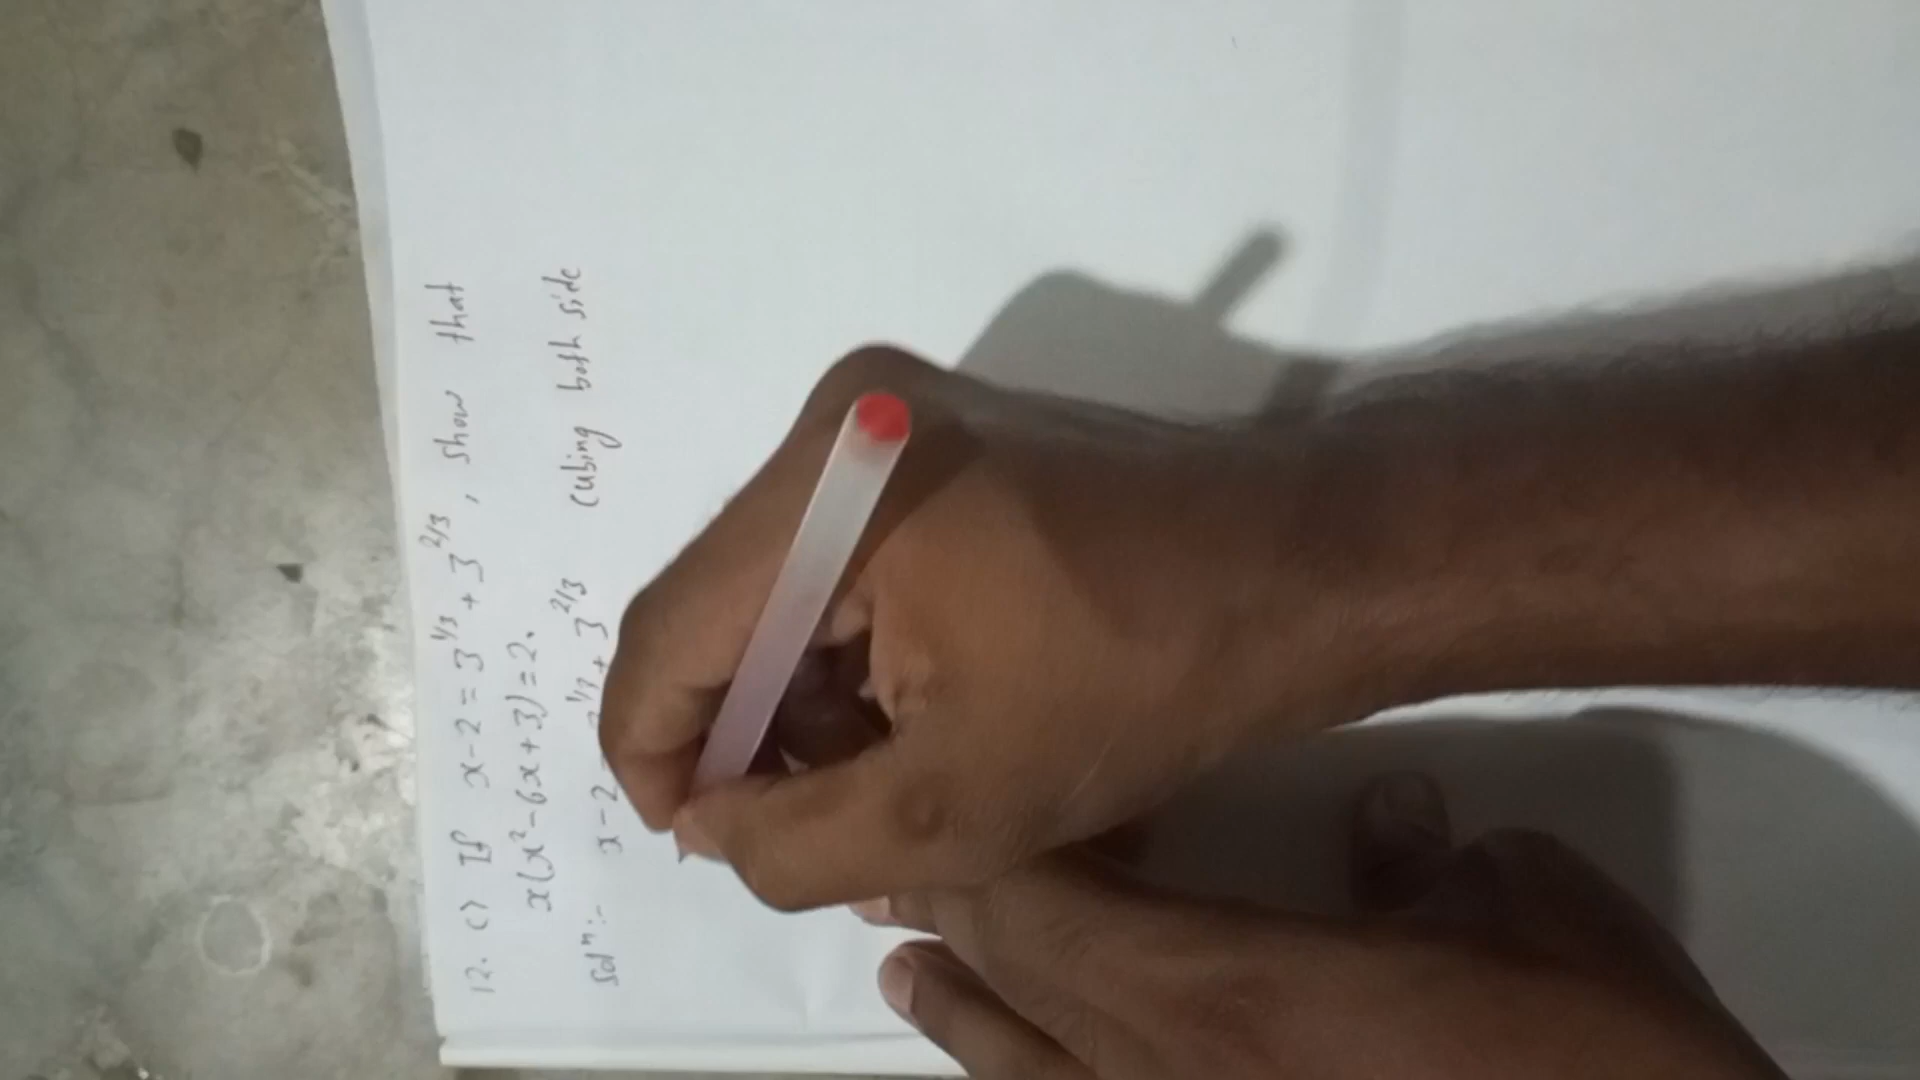 12. c) If x-2 = 3^1/3 + 3^2/3, show that
x(x²-6x+3)=2.
Solⁿ:- x-2 + 3^2/3 cubing both side